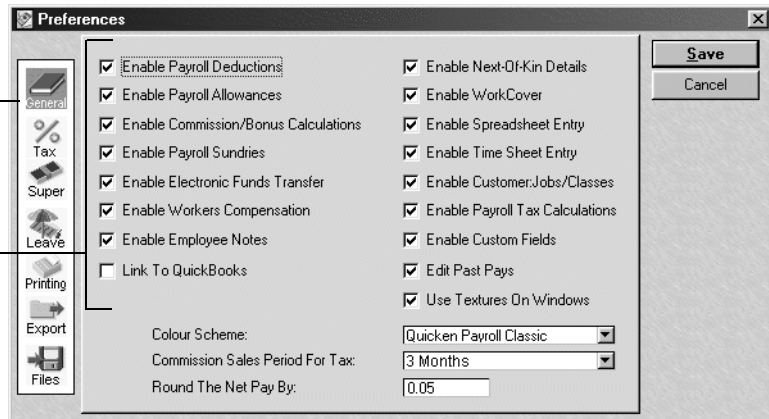 Preferences
General
Tax
Super
Leave
Printing
Export
Files
Enable Payroll Deductions
Enable Payroll Allowances
Enable Commission/Bonus Calculations
Enable Payroll Sundries
Enable Electronic Funds Transfer
Enable Workers Compensation
Enable Employee Notes
Link To QuickBooks
Enable Next-Of-Kin Details
Enable WorkCover
Enable Spreadsheet Entry
Enable Time Sheet Entry
Enable Customer:Jobs/Classes
Enable Payroll Tax Calculations
Enable Custom Fields
Edit Past Pays
Use Textures On Windows
Colour Scheme: Quicken Payroll Classic
Commission Sales Period For Tax: 3 Months
Round The Net Pay By: 0.05
Save
Cancel